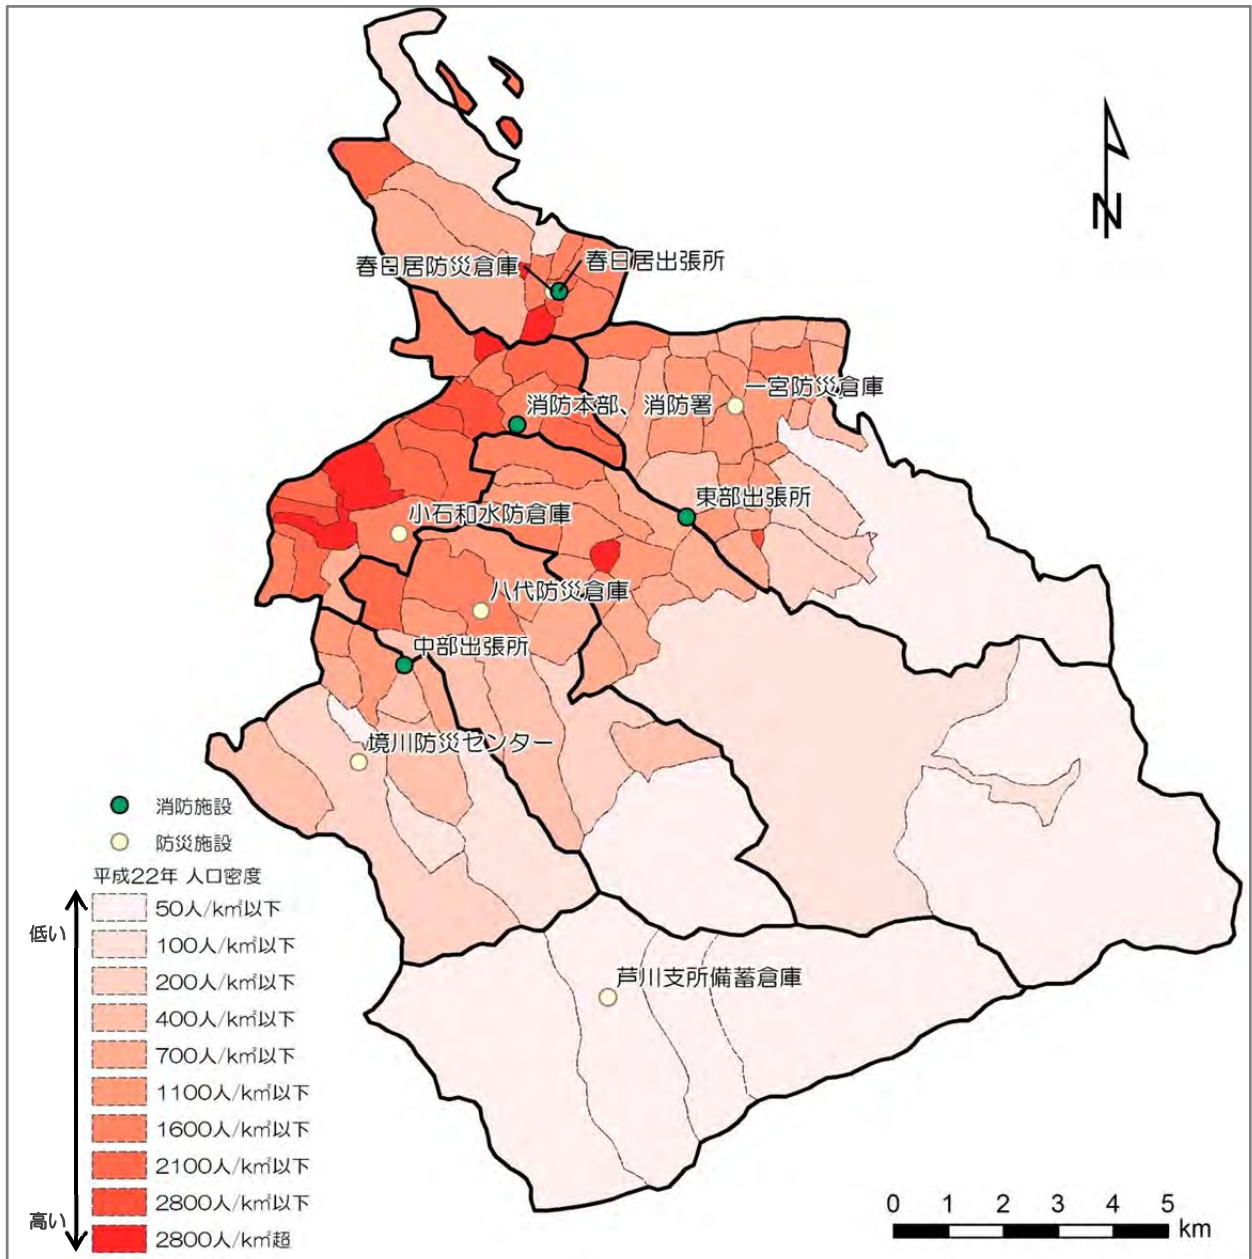 N
春日居防災倉庫
春日居出張所
一宮防災倉庫
消防本部、消防署
東部出張所
小石和水防倉庫
八代防災倉庫
中部出張所
境川防災センター
芦川支所備蓄倉庫
消防施設
防災施設
平成22年 人口密度
低い
50人/k㎡以下
100人/k㎡以下
200人/k㎡以下
400人/k㎡以下
700人/k㎡以下
1100人/k㎡以下
1600人/k㎡以下
2100人/k㎡以下
2800人/k㎡以下
2800人/k㎡超
高い
0 1 2 3 4 5
km